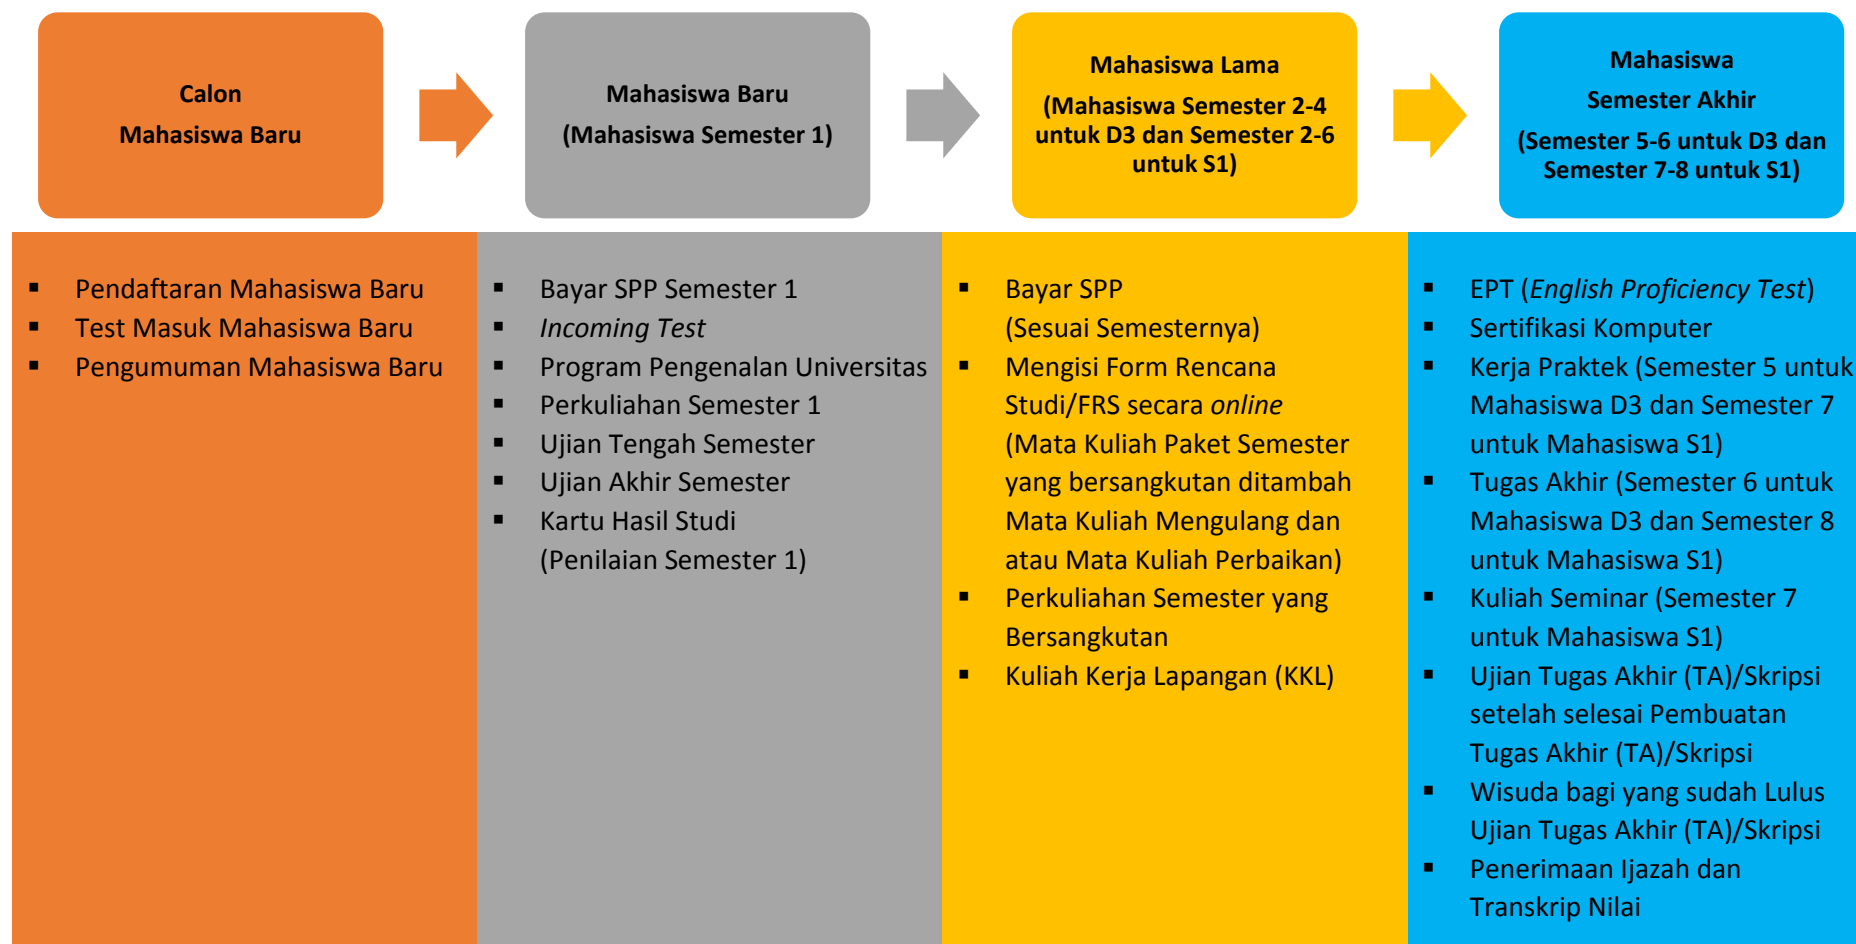 Calon
Mahasiswa Baru
Mahasiswa Baru
(Mahasiswa Semester 1)
Mahasiswa Lama
(Mahasiswa Semester 2-4
untuk D3 dan Semester 2-6
untuk S1)
Mahasiswa
Semester Akhir
(Semester 5-6 untuk D3 dan
Semester 7-8 untuk S1)
▪ Pendaftaran Mahasiswa Baru
▪ Test Masuk Mahasiswa Baru
▪ Pengumuman Mahasiswa Baru
▪ Bayar SPP Semester 1
▪ Incoming Test
▪ Program Pengenalan Universitas
▪ Perkuliahan Semester 1
▪ Ujian Tengah Semester
▪ Ujian Akhir Semester
▪ Kartu Hasil Studi
(Penilaian Semester 1)
▪ Bayar SPP
(Sesuai Semesternya)
▪ Mengisi Form Rencana
Studi/FRS secara online
(Mata Kuliah Paket Semester
yang bersangkutan ditambah
Mata Kuliah Mengulang dan
atau Mata Kuliah Perbaikan)
▪ Perkuliahan Semester yang
Bersangkutan
▪ Kuliah Kerja Lapangan (KKL)
▪ EPT (English Proficiency Test)
▪ Sertifikasi Komputer
▪ Kerja Praktek (Semester 5 untuk
Mahasiswa D3 dan Semester 7
untuk Mahasiswa S1)
▪ Tugas Akhir (Semester 6 untuk
Mahasiswa D3 dan Semester 8
untuk Mahasiswa S1)
▪ Kuliah Seminar (Semester 7
untuk Mahasiswa S1)
▪ Ujian Tugas Akhir (TA)/Skripsi
setelah selesai Pembuatan
Tugas Akhir (TA)/Skripsi
▪ Wisuda bagi yang sudah Lulus
Ujian Tugas Akhir (TA)/Skripsi
▪ Penerimaan Ijazah dan
Transkrip Nilai